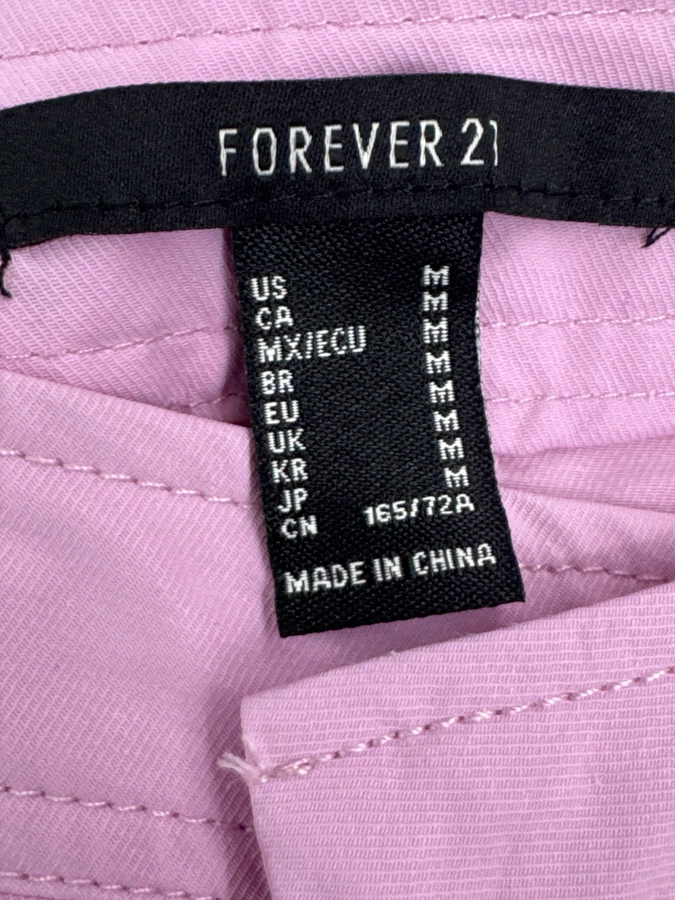 FOREVER 21
US M
CA M
MX/ECU M
BR M
EU M
UK M
KR M
JP M
CN 165/72A
MADE IN CHINA